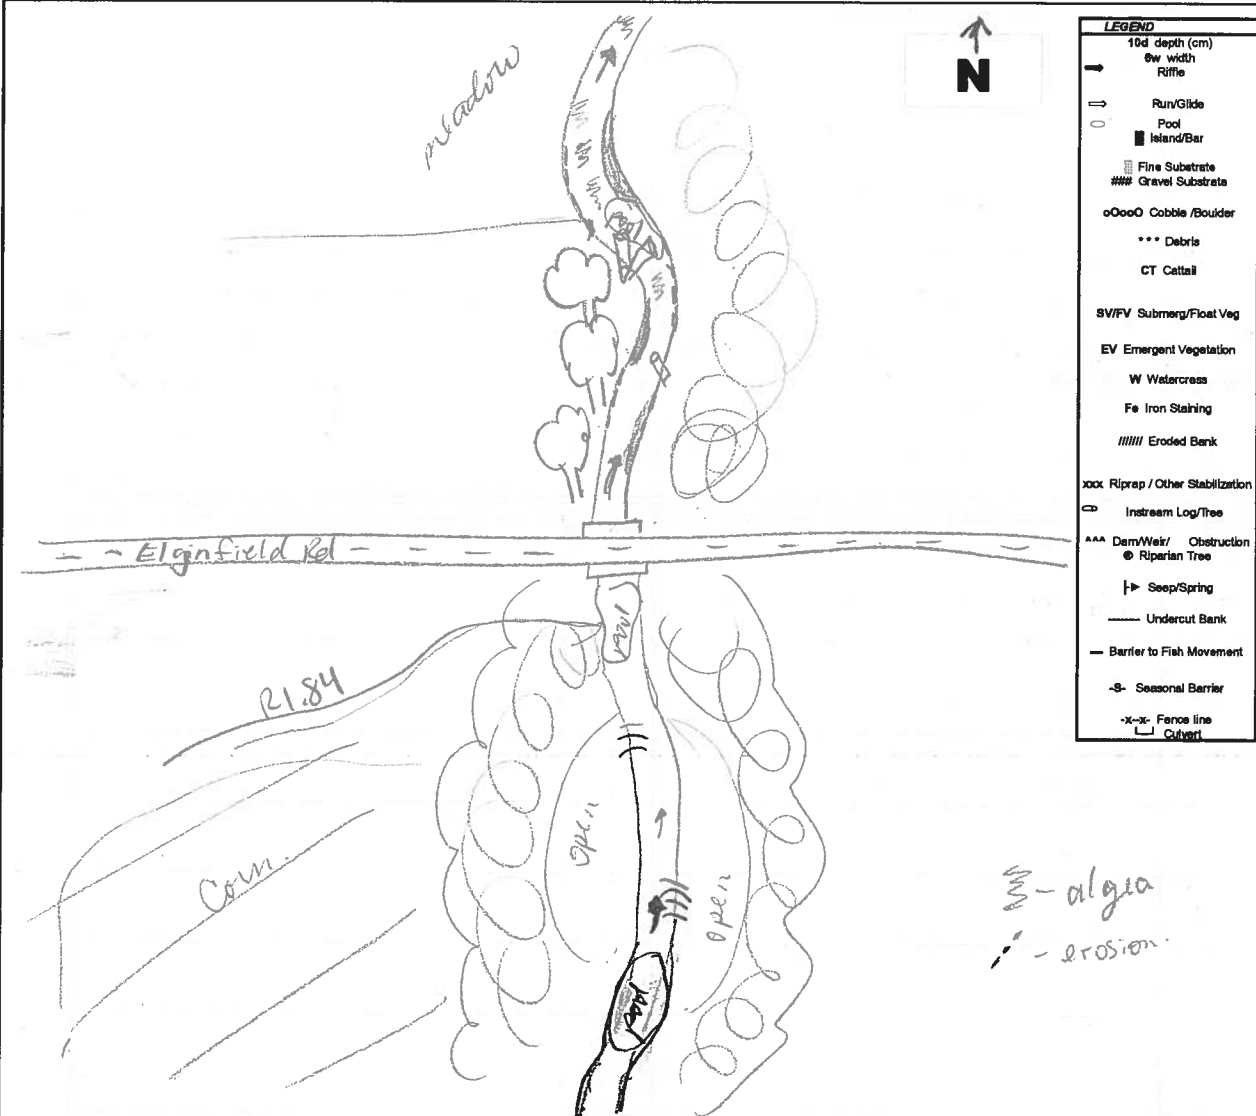 meadow
N
LEGEND
10d depth (cm)
6w width
Riffle
Run/Glide
Pool
Island/Bar
Fine Substrate
### Gravel Substrate
oOooO Cobble /Boulder
*** Debris
CT Cattail
SV/FV Submerg/Float Veg
EV Emergent Vegetation
W Watercress
Fe Iron Staining
/////// Eroded Bank
xxx Riprap / Other Stabilization
Instream Log/Tree
^^^ Dam/Weir/ Obstruction
Riparian Tree
Seep/Spring
Undercut Bank
Barrier to Fish Movement
-S- Seasonal Barrier
-x--x- Fence line
Culvert
Elginfield Rd
pool
R1.84
Corn.
open
open
pool
- algea
- erosion.